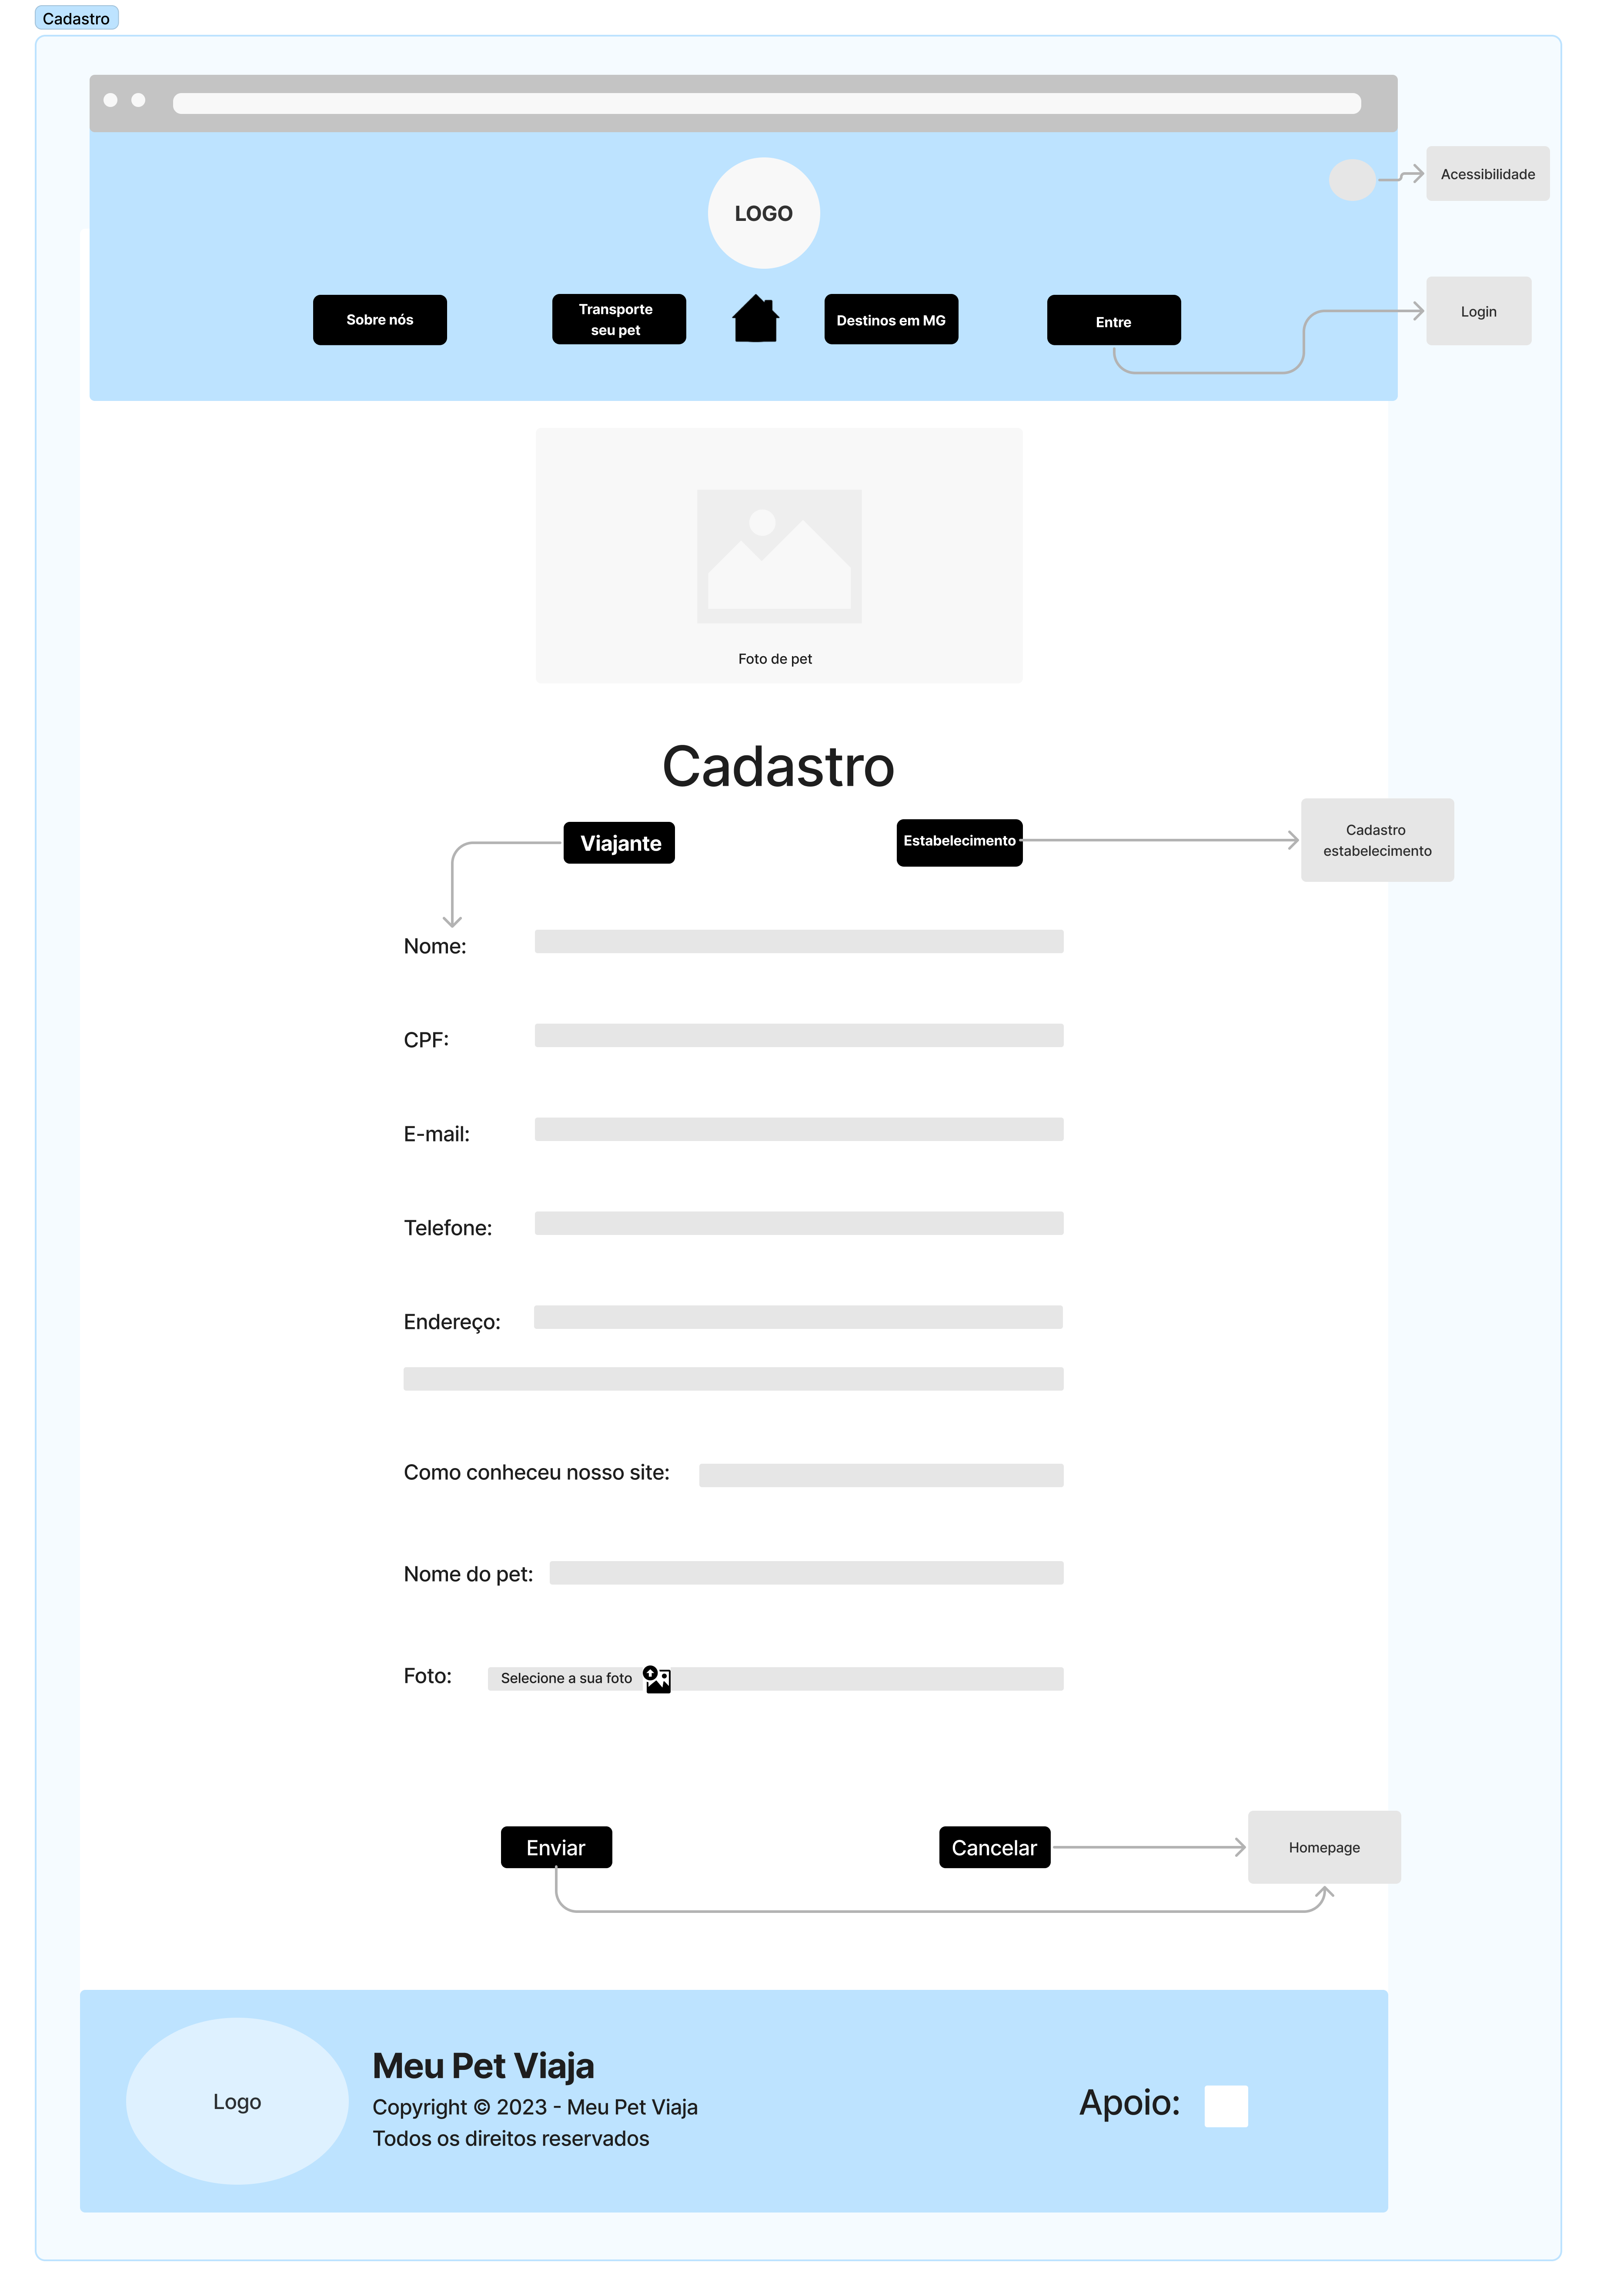 Cadastro
LOGO
Acessibilidade
Sobre nós
Transporte
seu pet
Destinos em MG
Entre
Login
Foto de pet
Cadastro
Viajante
Estabelecimento
Cadastro
estabelecimento
Nome:
CPF:
E-mail:
Telefone:
Endereço:
Como conheceu nosso site:
Nome do pet:
Foto:
Selecione a sua foto
Enviar
Cancelar
Homepage
Logo
Meu Pet Viaja
Copyright © 2023 - Meu Pet Viaja
Todos os direitos reservados
Apoio: